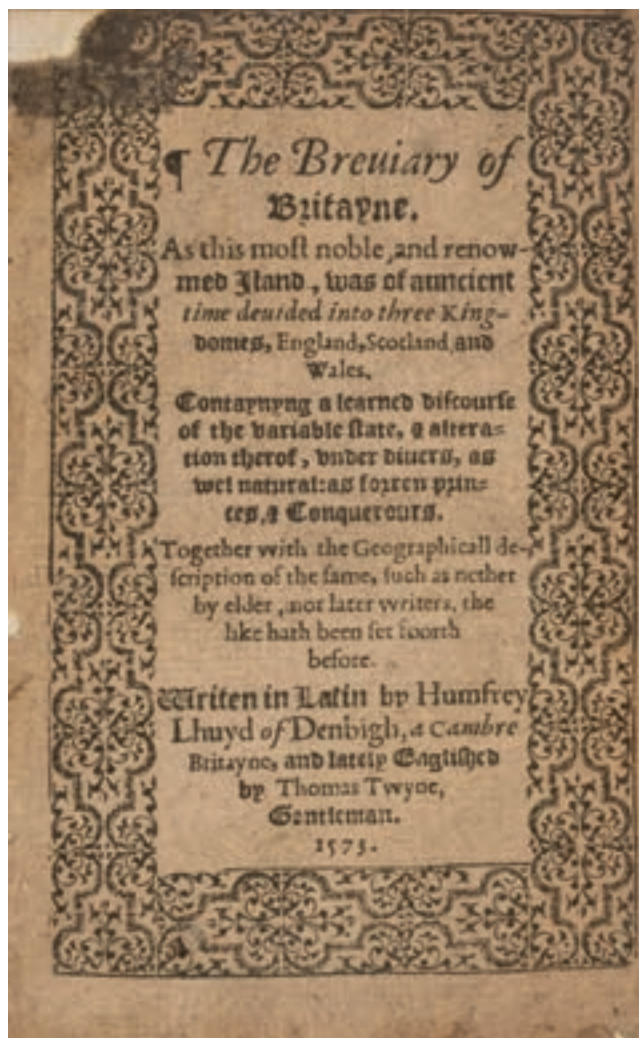 ¶ The Breuiary of
Britayne.
As this most noble, and renow-
med Iland, was of auncient
time deuided into three King-
domes, England, Scotland and
Wales.
Contaynyng a learned discourse
of the variable state, & altera-
tion therof, vnder diuers, as
wel natural: as forren prin-
ces, & Conquerours.
Together with the Geographicall de-
scription of the same, such as nether
by elder, nor later writers, the
like hath been set foorth
before.
Writen in Latin by Humfrey
Lhuyd of Denbigh, a Cambre
Britayne, and lately Englished
by Thomas Twyne,
Gentleman.
1573.